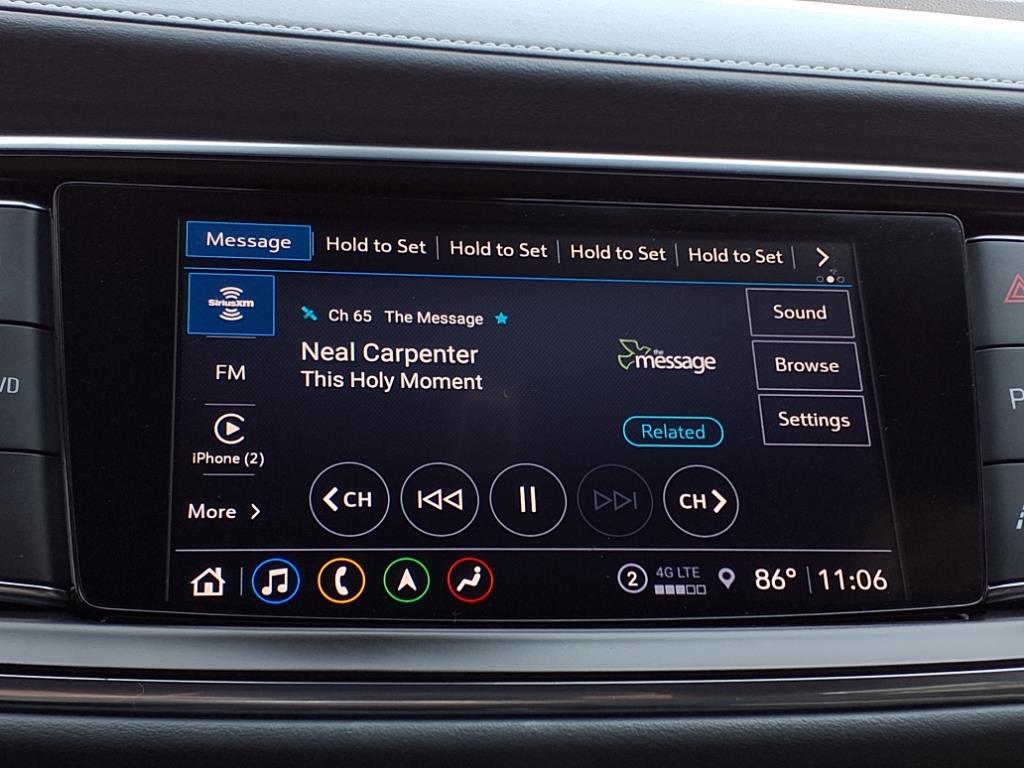 Message Hold to Set Hold to Set Hold to Set Hold to Set
SiriusXM
Ch 65 The Message
Sound
Neal Carpenter
This Holy Moment
the message
FM
Browse
Related
Settings
iPhone (2)
More
CH
CH
2 4G LTE 86° 11:06
VD
P